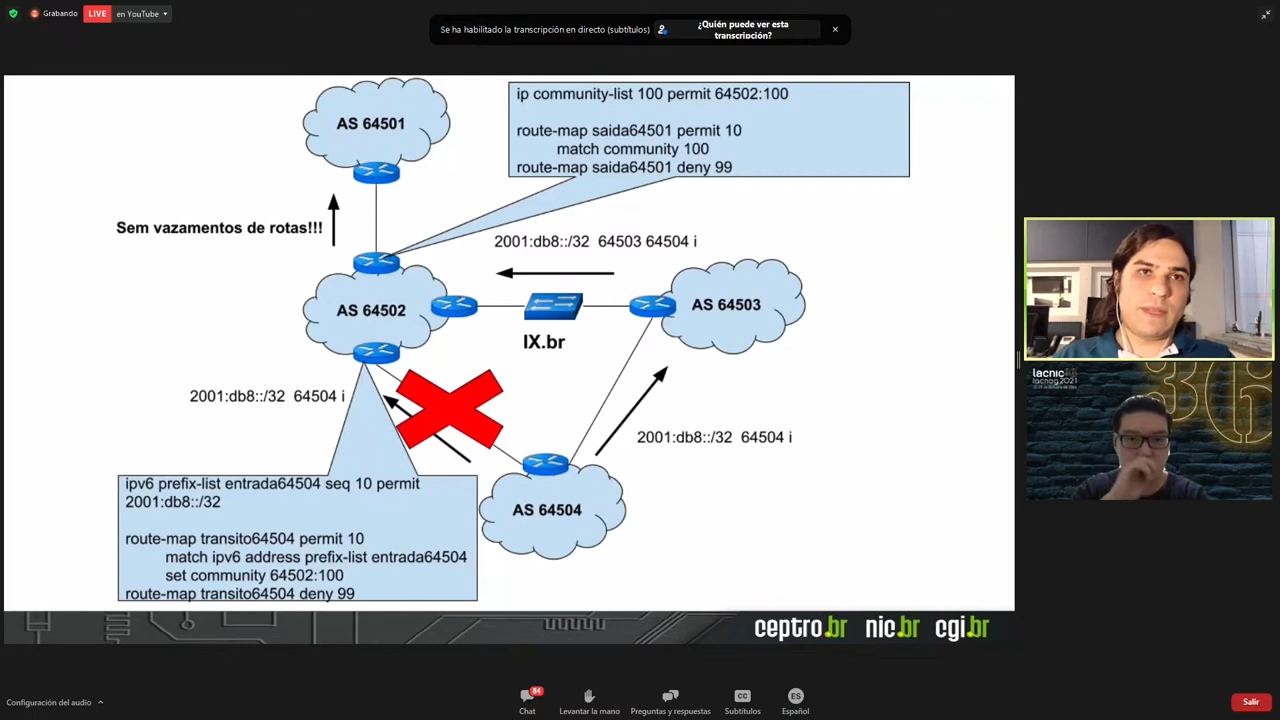 Grabando
LIVE
en YouTube
Se ha habilitado la transcripción en directo (subtítulos)
¿Quién puede ver esta
transcripción?
AS 64501
ip community-list 100 permit 64502:100
route-map saida64501 permit 10
match community 100
route-map saida64501 deny 99
Sem vazamentos de rotas!!!
2001:db8::/32 64503 64504 i
AS 64502
AS 64503
IX.br
2001:db8::/32 64504 i
2001:db8::/32 64504 i
ipv6 prefix-list entrada64504 seq 10 permit
2001:db8::/32
route-map transito64504 permit 10
match ipv6 address prefix-list entrada64504
set community 64502:100
route-map transito64504 deny 99
AS 64504
ceptro.br nic.br cgi.br
lacnic36
lacnog2021
Configuración del audio
84
Chat
Levantar la mano
Preguntas y respuestas
CC
Subtítulos
ES
Español
Salir